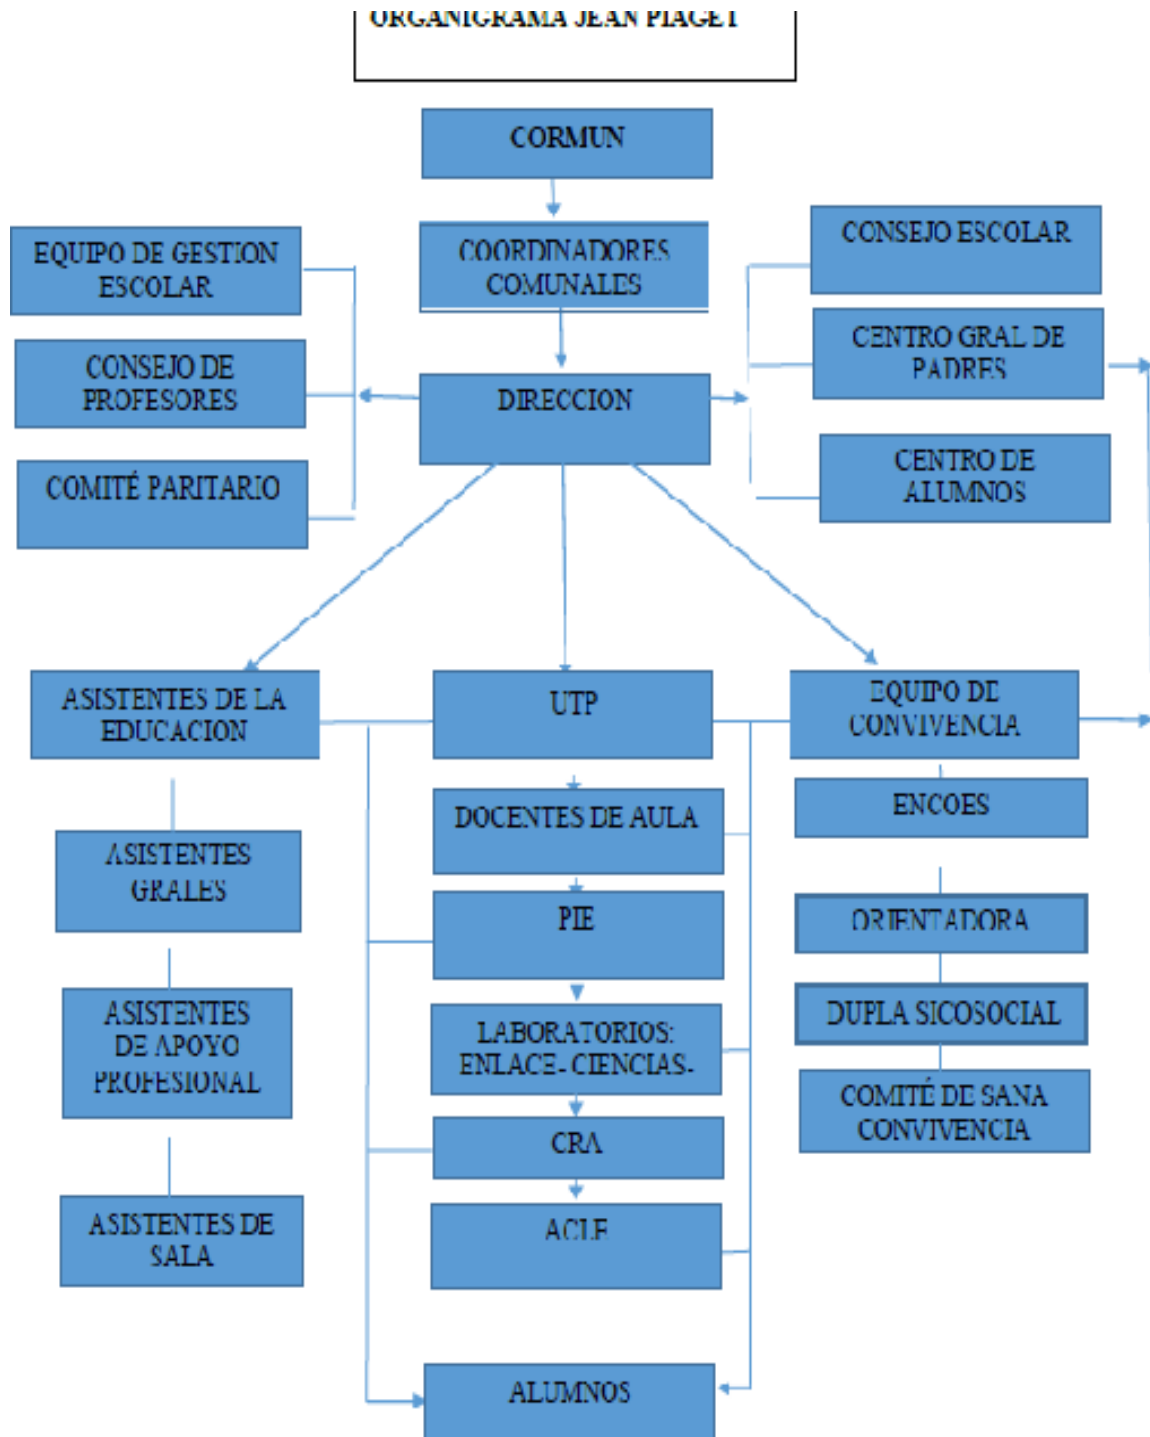 ORGANIGRAMA JEAN PIAGET
CORMUN
COORDINADORES
COMUNALES
CONSEJO ESCOLAR
EQUIPO DE GESTION
ESCOLAR
CENTRO GRAL DE
PADRES
CONSEJO DE
PROFESORES
DIRECCION
CENTRO DE
ALUMNOS
COMITÉ PARITARIO
ASISTENTES DE LA
EDUCACION
UTP
EQUIPO DE
CONVIVENCIA
ENCOES
DOCENTES DE AULA
ASISTENTES
GRALES
PIE
ORIENTADORA
ASISTENTES
DE APOYO
PROFESIONAL
DUPLA SICOSOCIAL
LABORATORIOS:
ENLACE- CIENCIAS-
COMITÉ DE SANA
CONVIVENCIA
CRA
ASISTENTES DE
SALA
ACLE
ALUMNOS